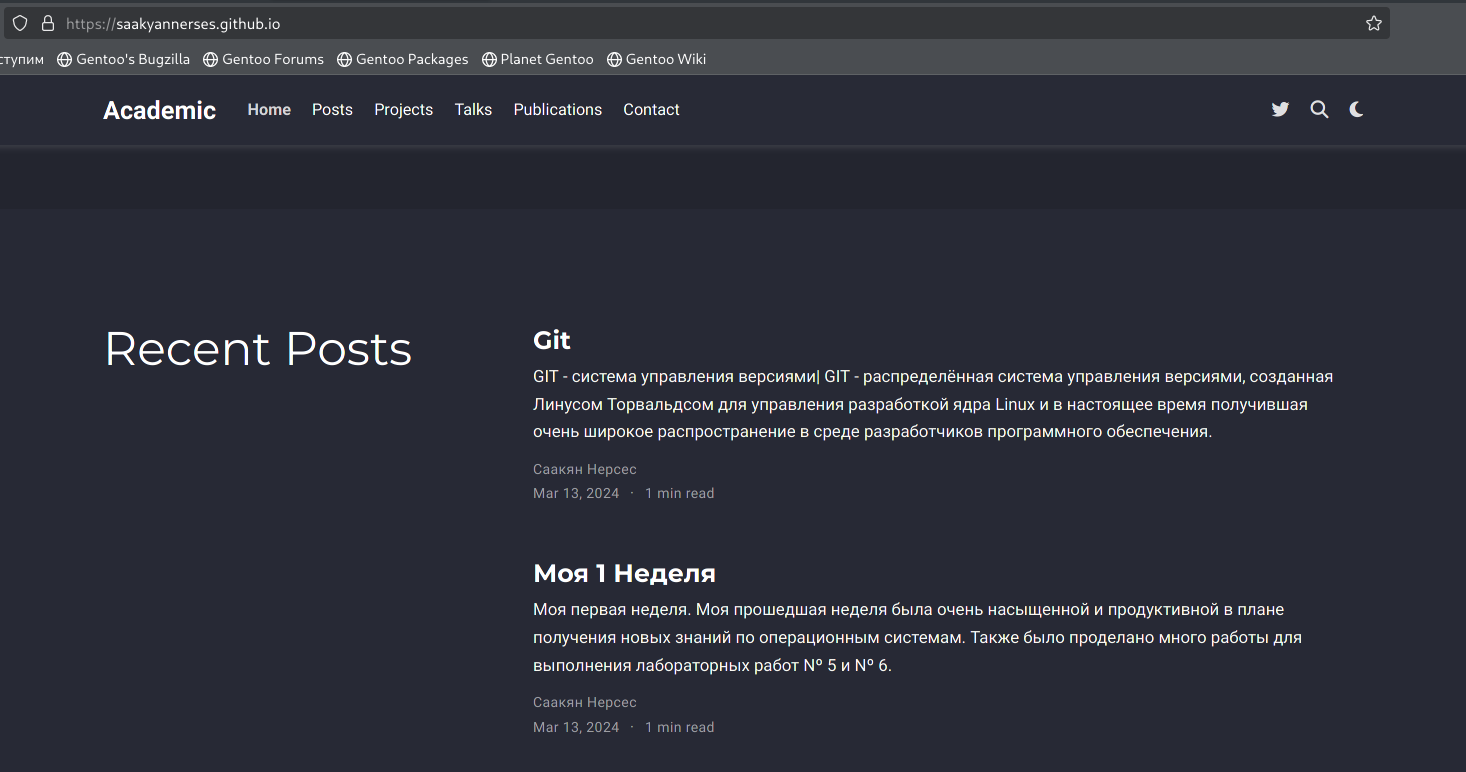 https://saakyannerses.github.io
ступим Gentoo's Bugzilla Gentoo Forums Gentoo Packages Planet Gentoo Gentoo Wiki
Academic Home Posts Projects Talks Publications Contact
Recent Posts
Git
GIT - система управления версиями| GIT - распределённая система управления версиями, созданная
Линусом Торвальдсом для управления разработкой ядра Linux и в настоящее время получившая
очень широкое распространение в среде разработчиков программного обеспечения.
Саакян Нерсес
Mar 13, 2024 · 1 min read
Моя 1 Неделя
Моя первая неделя. Моя прошедшая неделя была очень насыщенной и продуктивной в плане
получения новых знаний по операционным системам. Также было проделано много работы для
выполнения лабораторных работ № 5 и № 6.
Саакян Нерсес
Mar 13, 2024 · 1 min read